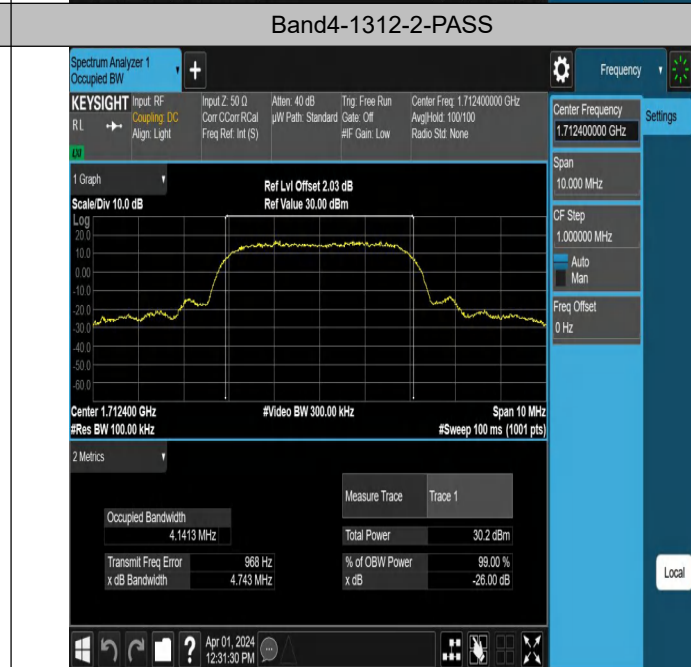 Band4-1312-2-PASS
Spectrum Analyzer 1
Occupied BW
+
Frequency
KEYSIGHT Input: RF Input Z: 50 Ω Atten: 40 dB Trig: Free Run Center Freq: 1.712400000 GHz
RL Coupling: DC Corr CCorr RCal µW Path: Standard Gate: Off Avg|Hold: 100/100
Align: Light Freq Ref: Int (S) #IF Gain: Low Radio Std: None
Center Frequency
1.712400000 GHz
Settings
Span
10.000 MHz
CF Step
1.000000 MHz
Auto
Man
Freq Offset
0 Hz
1 Graph
Ref Lvl Offset 2.03 dB
Scale/Div 10.0 dB Ref Value 30.00 dBm
Log
20.0
10.0
0.00
-10.0
-20.0
-30.0
-40.0
-50.0
-60.0
Center 1.712400 GHz #Video BW 300.00 kHz Span 10 MHz
#Res BW 100.00 kHz #Sweep 100 ms (1001 pts)
2 Metrics
Measure Trace Trace 1
Occupied Bandwidth
4.1413 MHz
Total Power 30.2 dBm
Transmit Freq Error 968 Hz % of OBW Power 99.00 %
x dB Bandwidth 4.743 MHz x dB -26.00 dB
Local
? Apr 01, 2024
12:31:30 PM